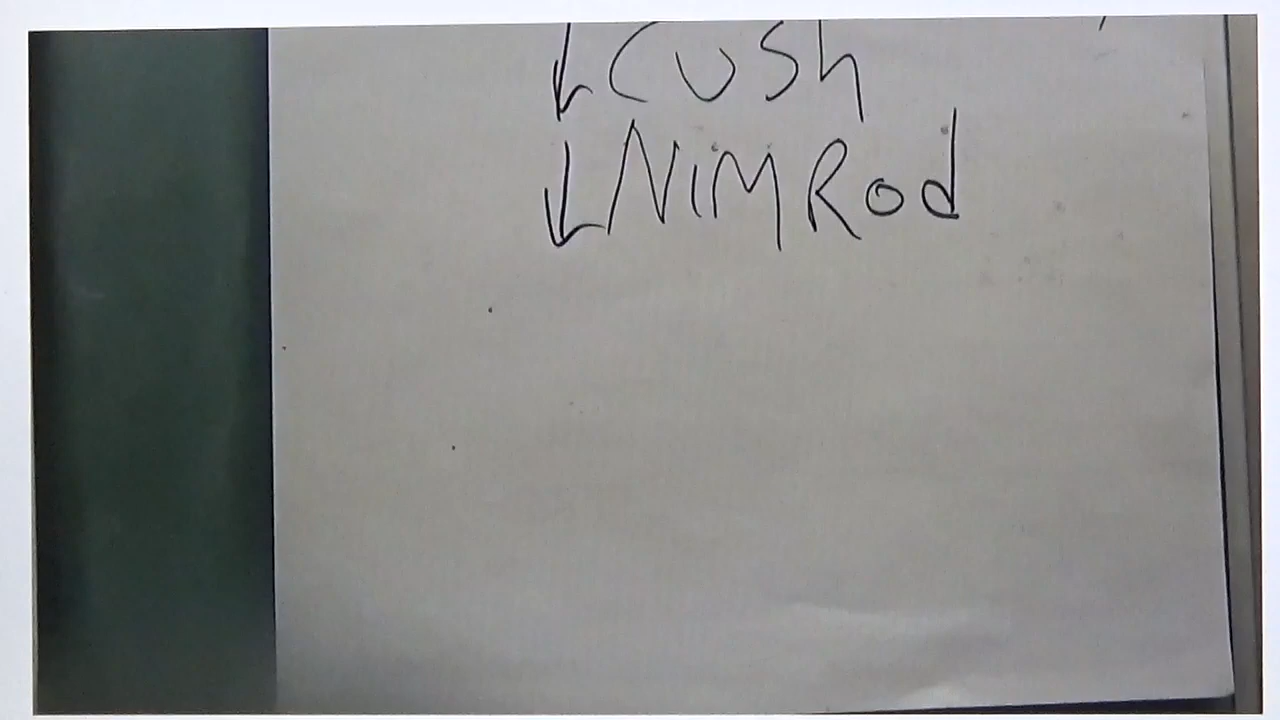 ↓ Cush
↓ NiMRod